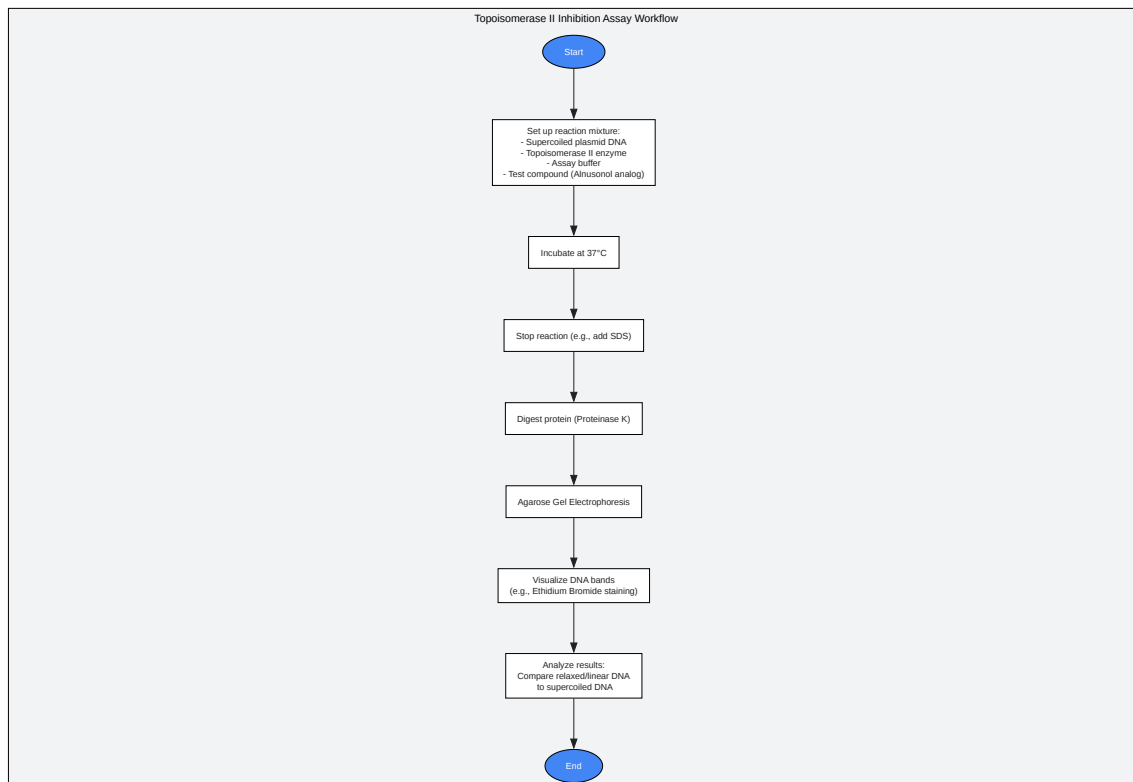 Topoisomerase II Inhibition Assay Workflow
Start
Set up reaction mixture:
- Supercoiled plasmid DNA
- Topoisomerase II enzyme
- Assay buffer
- Test compound (Alnusonol analog)
Incubate at 37°C
Stop reaction (e.g., add SDS)
Digest protein (Proteinase K)
Agarose Gel Electrophoresis
Visualize DNA bands
(e.g., Ethidium Bromide staining)
Analyze results:
Compare relaxed/linear DNA
to supercoiled DNA
End